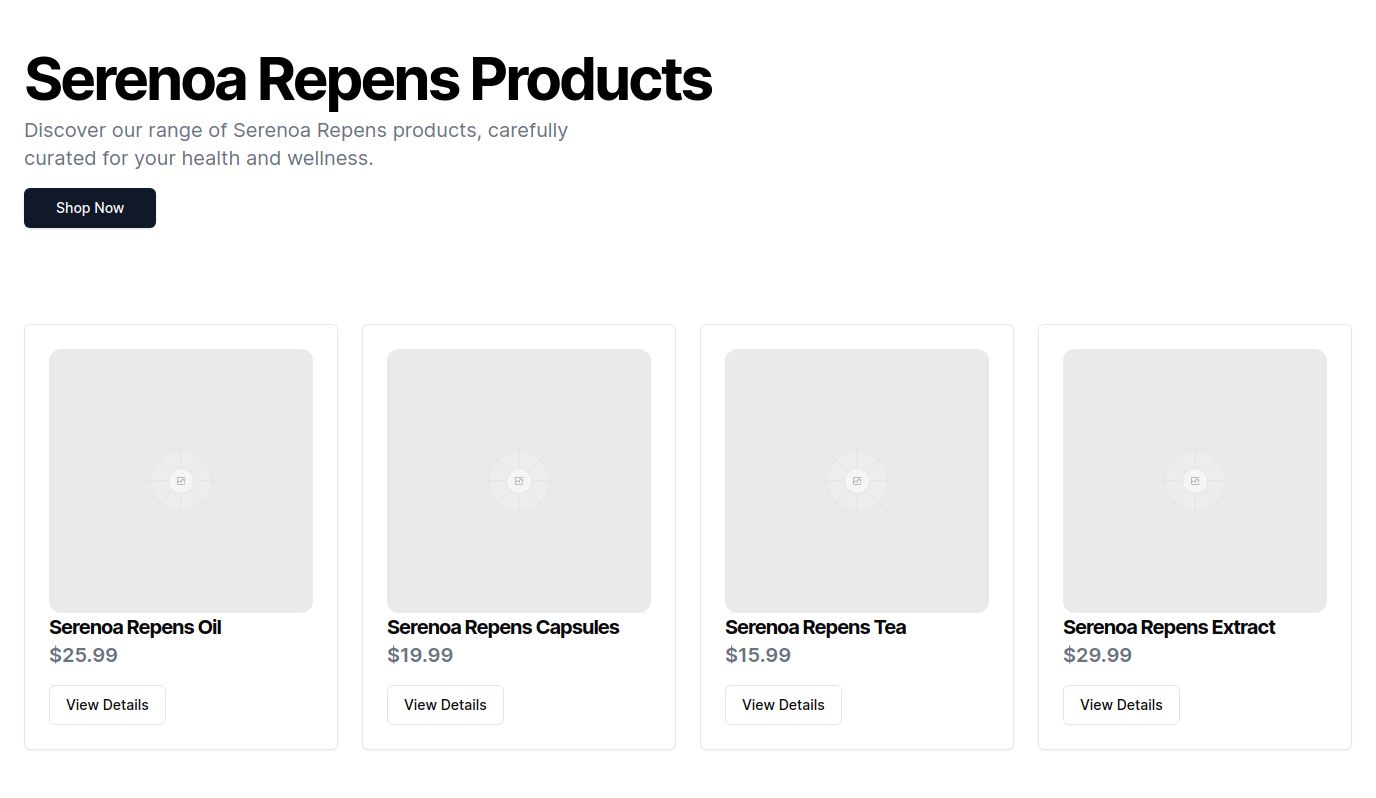 Serenoa Repens Products
Discover our range of Serenoa Repens products, carefully
curated for your health and wellness.
Shop Now
Serenoa Repens Oil
$25.99
View Details
Serenoa Repens Capsules
$19.99
View Details
Serenoa Repens Tea
$15.99
View Details
Serenoa Repens Extract
$29.99
View Details